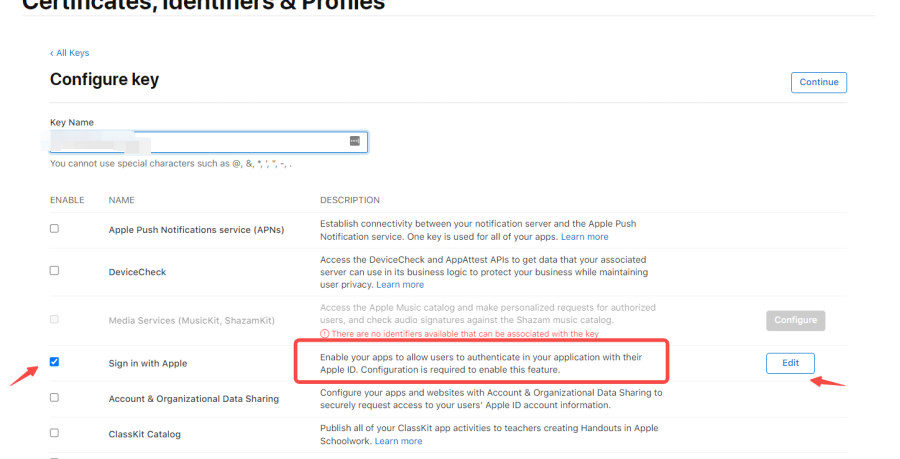 Certificates, Identifiers & Profiles
‹ All Keys
Configure key
Continue
Key Name
You cannot use special characters such as @, &, *, ', ", -, .
ENABLE NAME DESCRIPTION
Apple Push Notifications service (APNs)
Establish connectivity between your notification server and the Apple Push
Notification service. One key is used for all of your apps. Learn more
DeviceCheck
Access the DeviceCheck and AppAttest APIs to get data that your associated
server can use in its business logic to protect your business while maintaining
user privacy. Learn more
Media Services (MusicKit, ShazamKit)
Access the Apple Music catalog and make personalized requests for authorized
users, and check audio signatures against the Shazam music catalog.
There are no identifiers available that can be associated with the key
Configure
Sign in with Apple
Enable your apps to allow users to authenticate in your application with their
Apple ID. Configuration is required to enable this feature.
Edit
Account & Organizational Data Sharing
Configure your apps and websites with Account & Organizational Data Sharing to
securely request access to your users' Apple ID account information.
ClassKit Catalog
Publish all of your ClassKit app activities to teachers creating Handouts in Apple
Schoolwork. Learn more